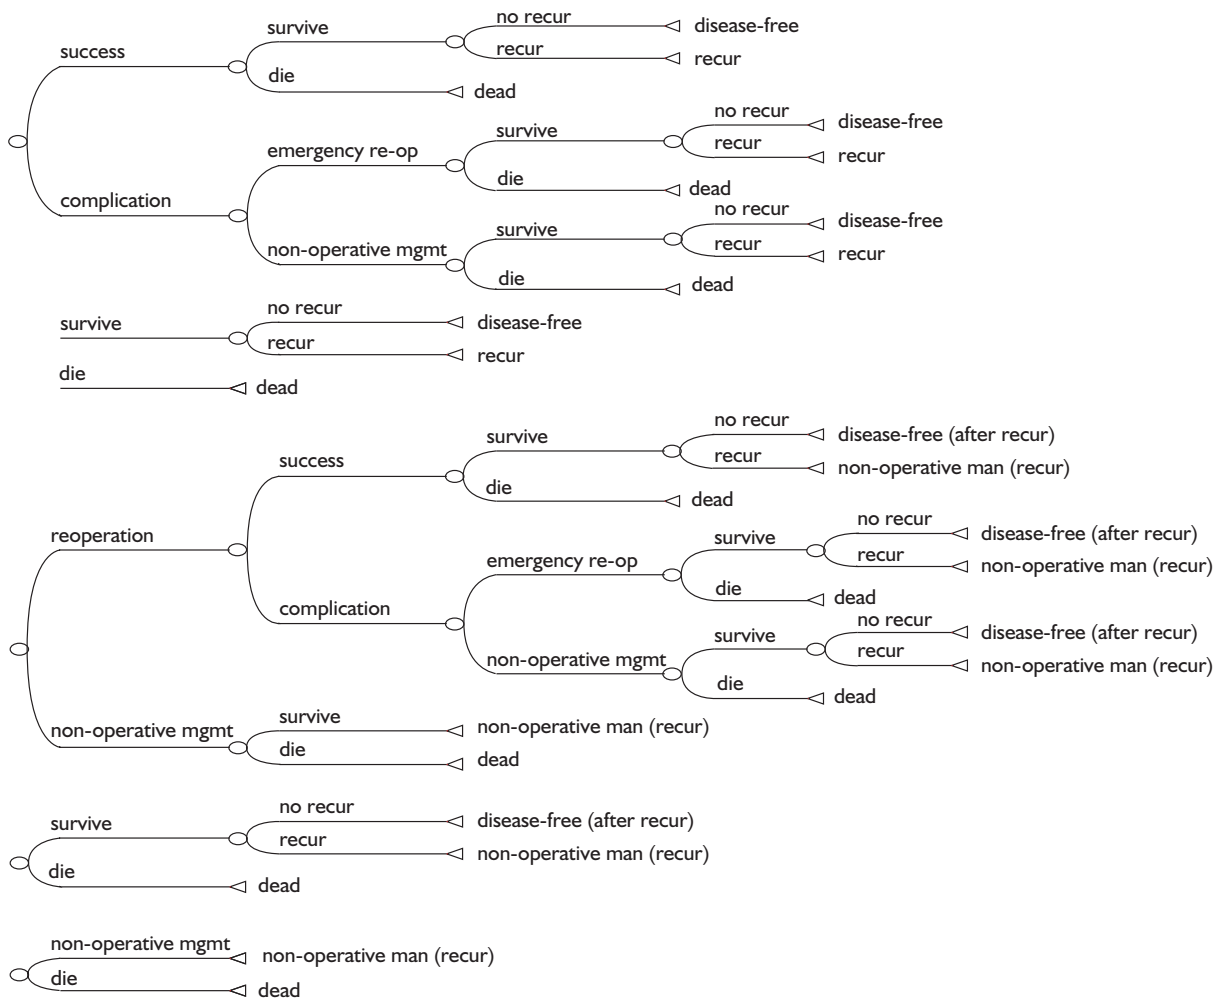 no recur
disease-free
survive
recur
recur
success
die
dead
no recur
disease-free
survive
recur
recur
emergency re-op
die
dead
complication
no recur
disease-free
survive
recur
recur
non-operative mgmt
die
dead
no recur
disease-free
survive
recur
recur
die
dead
no recur
disease-free (after recur)
survive
recur
non-operative man (recur)
success
die
dead
no recur
disease-free (after recur)
reoperation
survive
recur
non-operative man (recur)
emergency re-op
die
dead
complication
no recur
disease-free (after recur)
survive
recur
non-operative man (recur)
non-operative mgmt
die
dead
survive
non-operative man (recur)
non-operative mgmt
die
dead
no recur
disease-free (after recur)
survive
recur
non-operative man (recur)
die
dead
non-operative mgmt
non-operative man (recur)
die
dead